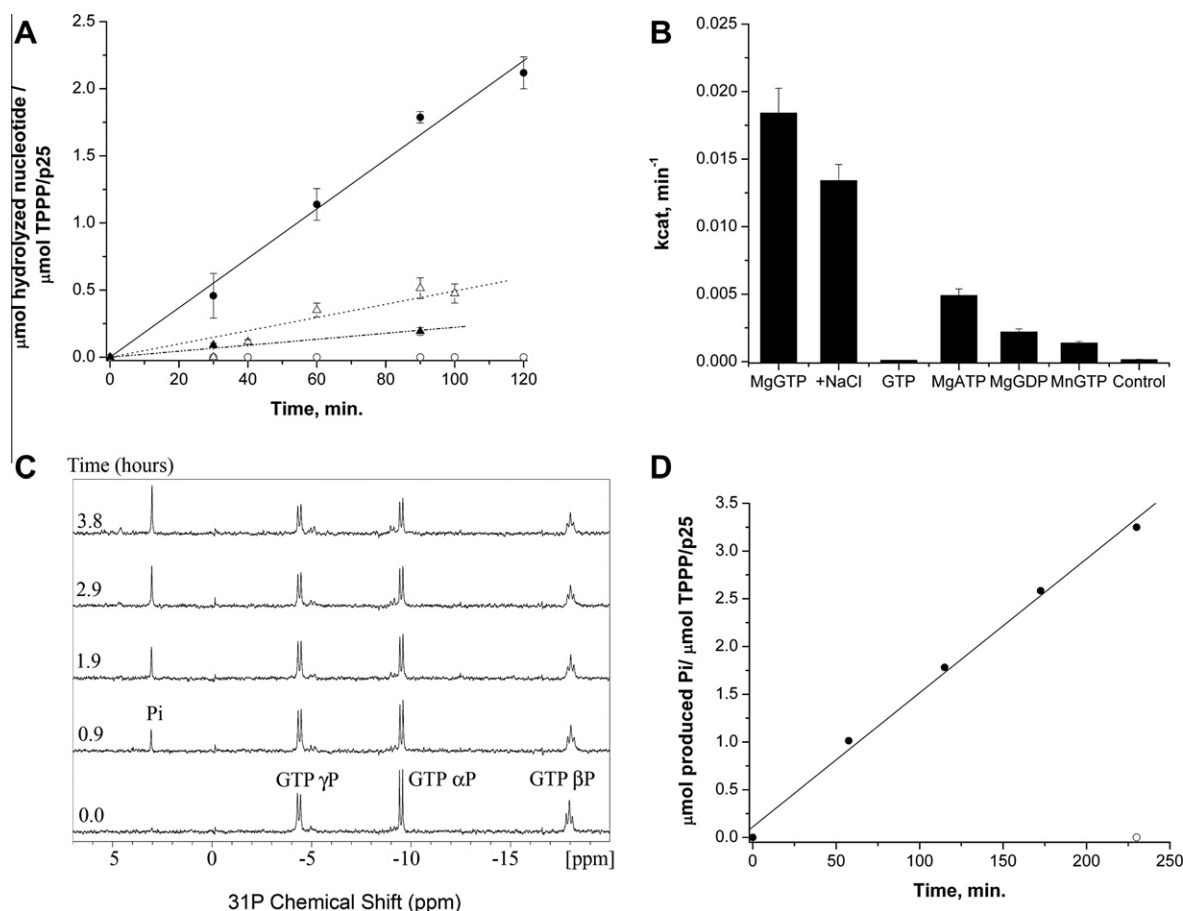 A
μmol hydrolyzed nucleotide /
μmol TPPP/p25
2.5
2.0
1.5
1.0
0.5
0.0
0 20 40 60 80 100 120
Time, min.
B
kcat, min-1
0.025
0.020
0.015
0.010
0.005
0.000
MgGTP +NaCl GTP MgATP MgGDP MnGTP Control
C
Time (hours)
3.8
2.9
1.9
0.9
Pi
0.0
GTP γP GTP αP GTP βP
5 0 -5 -10 -15 [ppm]
31P Chemical Shift (ppm)
D
μmol produced Pi/ μmol TPPP/p25
3.5
3.0
2.5
2.0
1.5
1.0
0.5
0.0
0 50 100 150 200 250
Time, min.